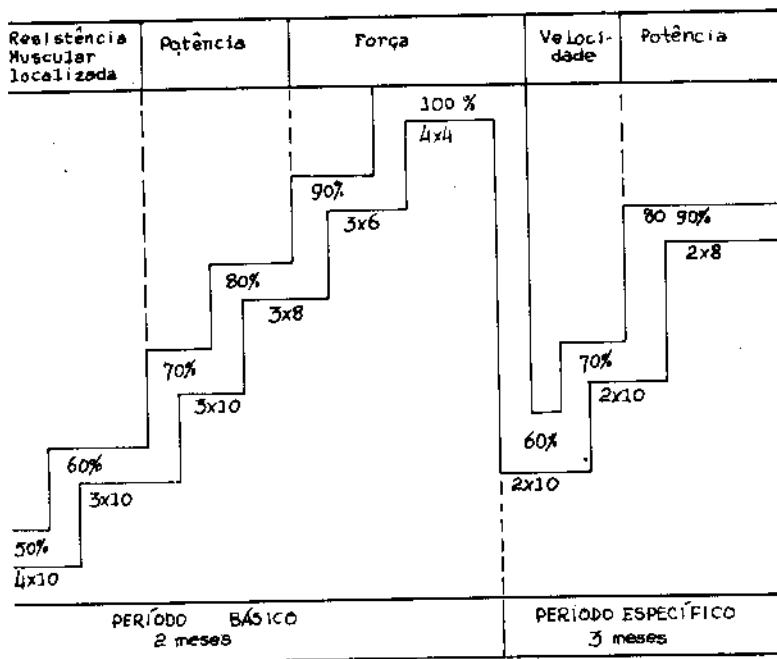 Resistência
Muscular
localizada
Potência
Força
Veloci-
dade
Potência
100 %
4x4
90%
3x6
80 90%
2x8
80%
3x8
70%
3x10
70%
2x10
60%
3x10
60%
2x10
50%
4x10
PERÍODO BÁSICO
2 meses
PERIODO ESPECÍFICO
3 meses